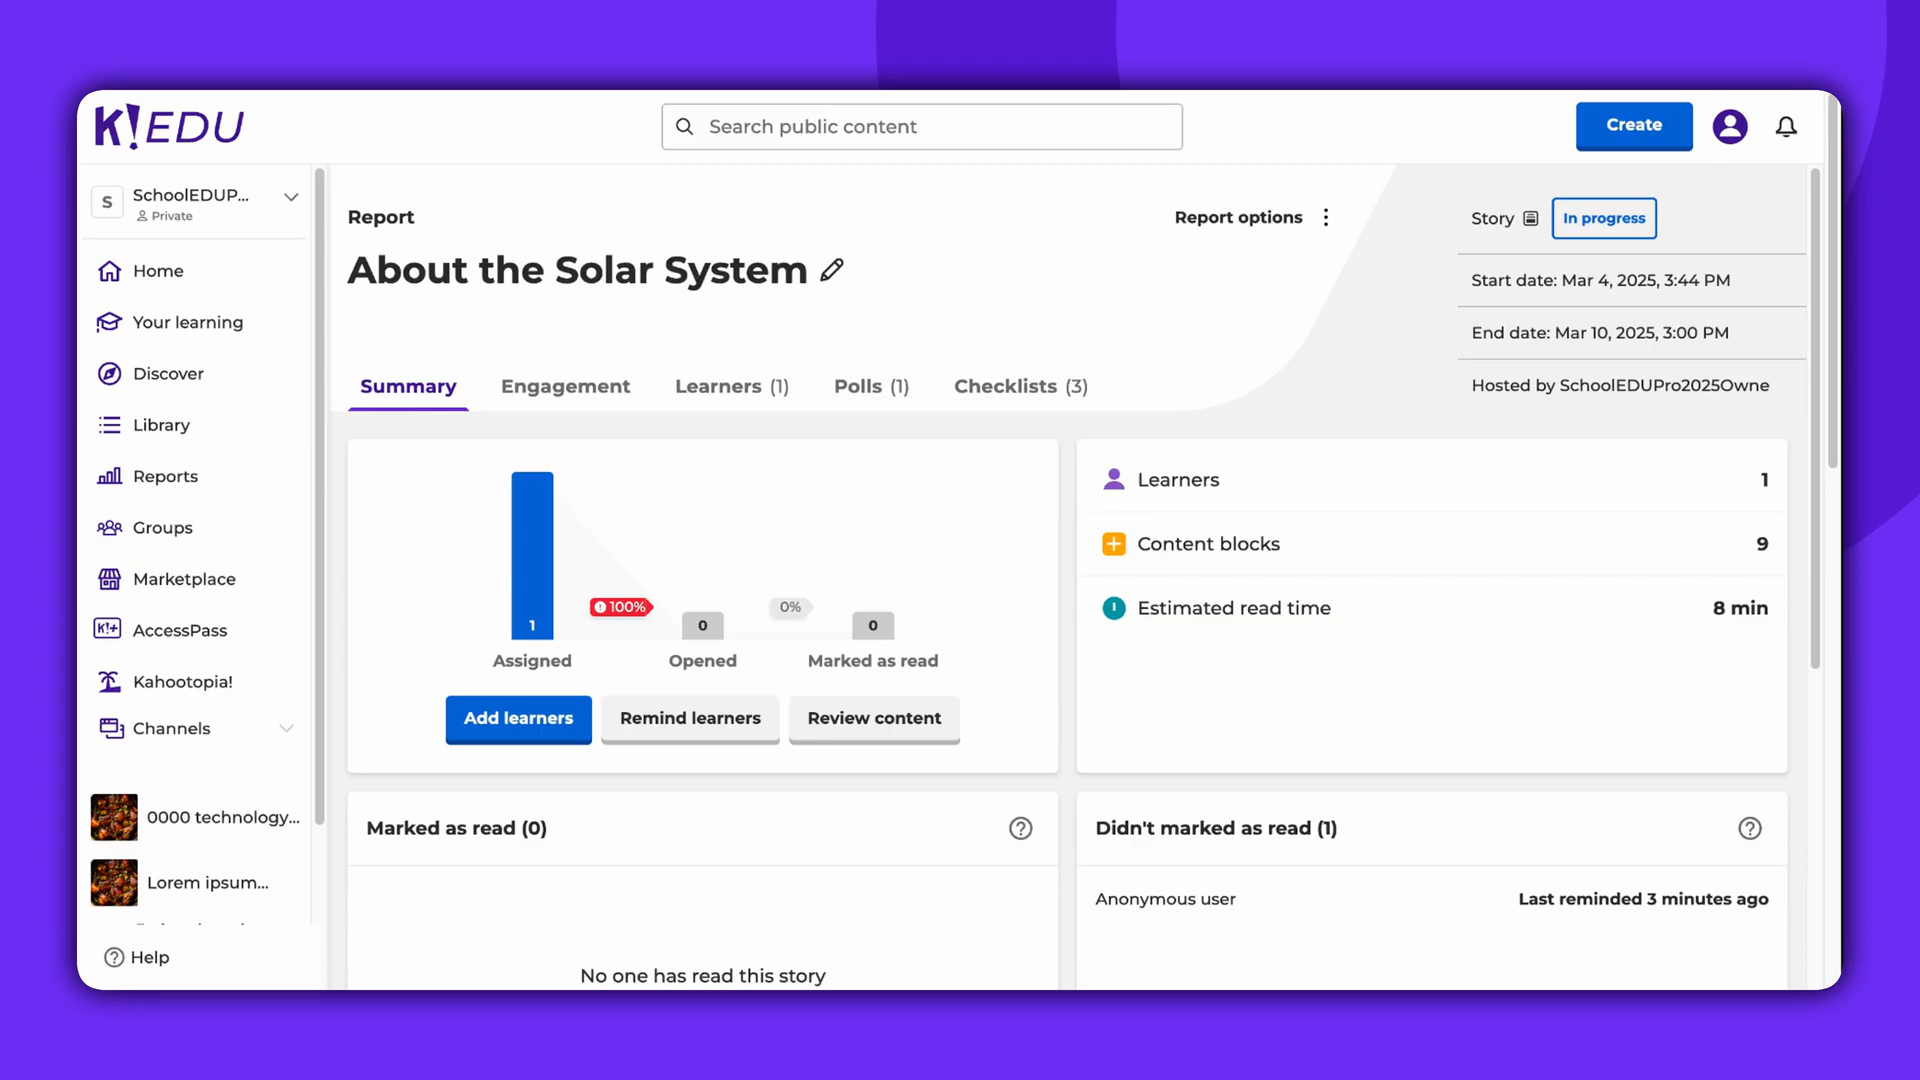 K!EDU
Search public content
Create
S
SchoolEDUP...
Private
Home
Your learning
Discover
Library
Reports
Groups
Marketplace
K!+ AccessPass
Kahootopia!
Channels
0000 technology...
Lorem ipsum...
Help
Report
Report options
About the Solar System
Story
In progress
Start date: Mar 4, 2025, 3:44 PM
End date: Mar 10, 2025, 3:00 PM
Hosted by SchoolEDUPro2025Owne
Summary
Engagement
Learners (1)
Polls (1)
Checklists (3)
1
100%
0
0%
0
Assigned
Opened
Marked as read
Add learners
Remind learners
Review content
Learners 1
Content blocks 9
Estimated read time 8 min
Marked as read (0)
No one has read this story
Didn't marked as read (1)
Anonymous user
Last reminded 3 minutes ago